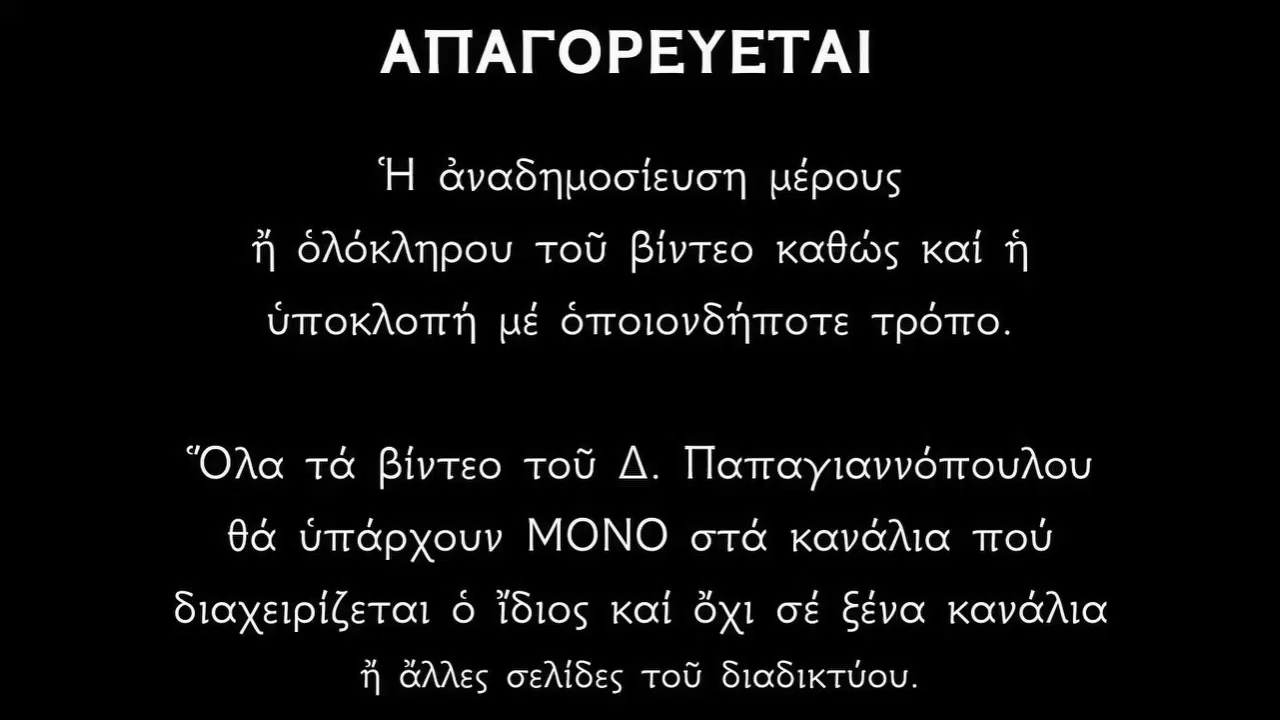 ΑΠΑΓΟΡΕΥΕΤΑΙ
Ἡ ἀναδημοσίευση μέρους
ἤ ὁλόκληρου τοῦ βίντεο καθώς καί ἡ
ὑποκλοπή μέ ὁποιονδήποτε τρόπο.
Ὅλα τά βίντεο τοῦ Δ. Παπαγιαννόπουλου
θά ὑπάρχουν ΜΟΝΟ στά κανάλια πού
διαχειρίζεται ὁ ἴδιος καί ὄχι σέ ξένα κανάλια
ἤ ἄλλες σελίδες τοῦ διαδικτύου.